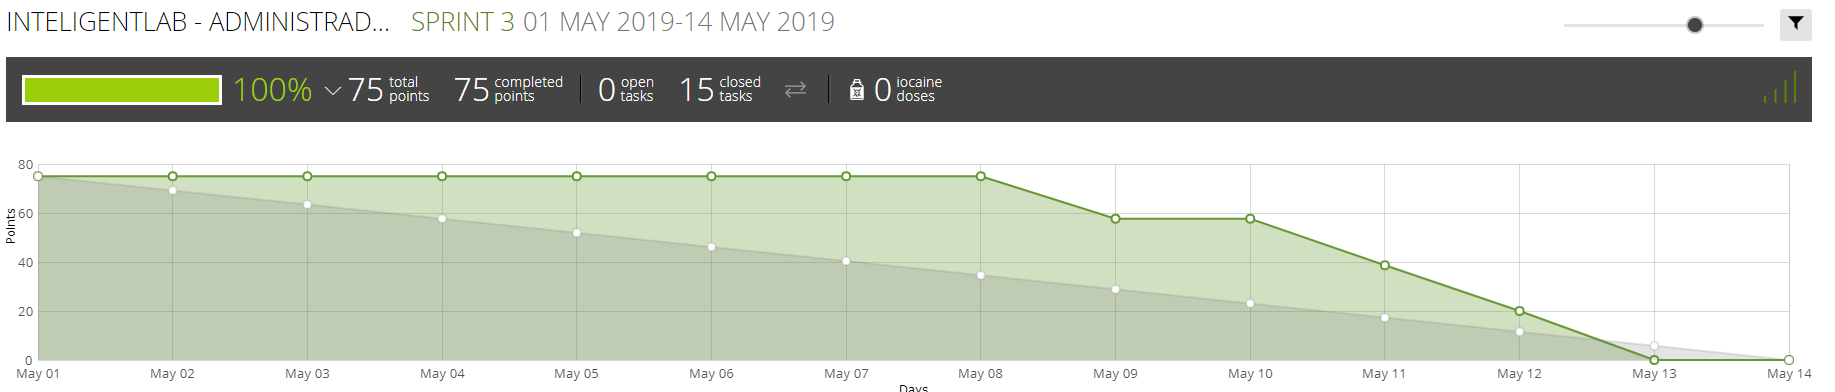 INTELIGENTLAB - ADMINISTRAD... SPRINT 3 01 MAY 2019-14 MAY 2019
100% 75 total points 75 completed points 0 open tasks 15 closed tasks 0 iocaine doses
80
60
40
20
0
Points
May 01 May 02 May 03 May 04 May 05 May 06 May 07 May 08 May 09 May 10 May 11 May 12 May 13 May 14
Days